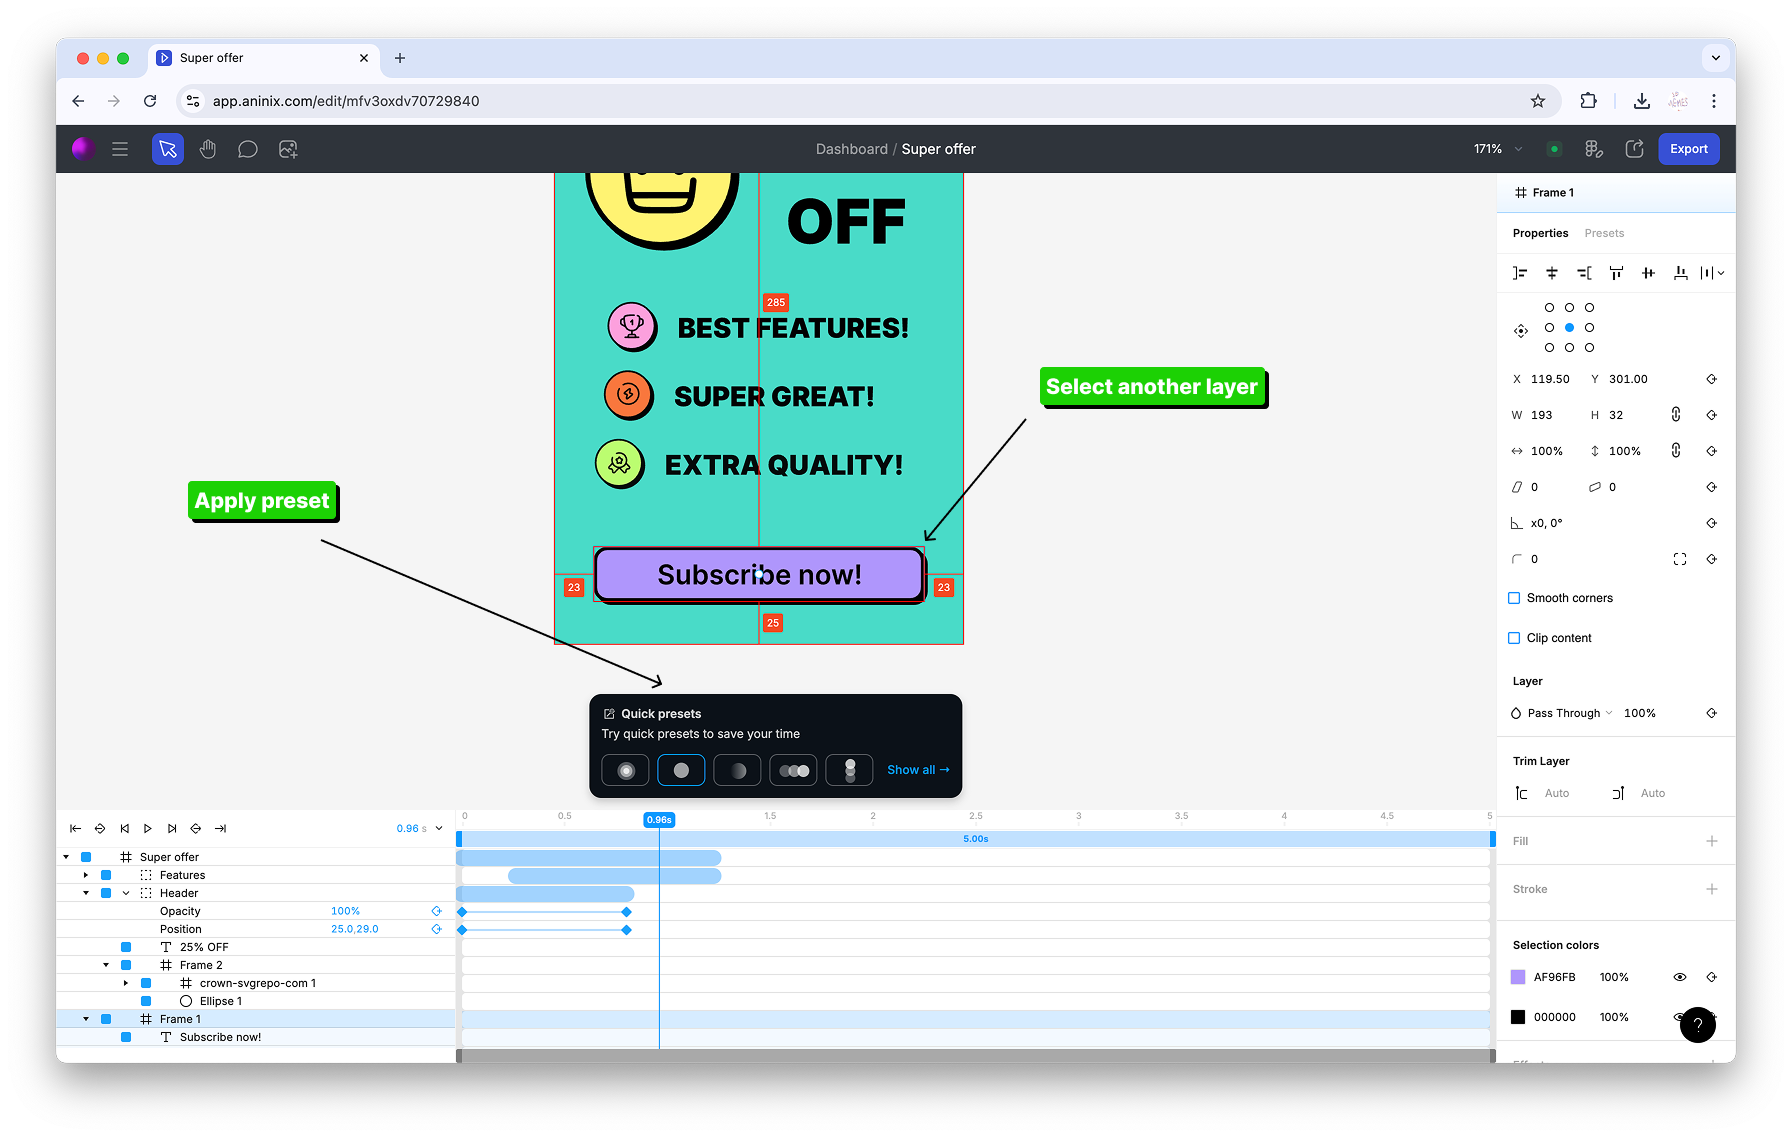 Super offer
app.aninix.com/edit/mfv3oxdv70729840
Dashboard / Super offer
171%
Export
OFF
285
BEST FEATURES!
SUPER GREAT!
EXTRA QUALITY!
Select another layer
Apply preset
Subscribe now!
23
23
25
Quick presets
Try quick presets to save your time
Show all →
Frame 1
Properties Presets
X 119.50 Y 301.00
W 193 H 32
100% 100%
0 0
x0, 0°
0
Smooth corners
Clip content
Layer
Pass Through 100%
Trim Layer
Auto Auto
Fill
Stroke
Selection colors
AF96FB 100%
000000 100%
?
0.96 s
0 0.5 0.96s 1.5 2 2.5 3 3.5 4 4.5 5
5.00s
Super offer
Features
Header
Opacity 100%
Position 25.0,29.0
25% OFF
Frame 2
crown-svgrepo-com 1
Ellipse 1
Frame 1
Subscribe now!